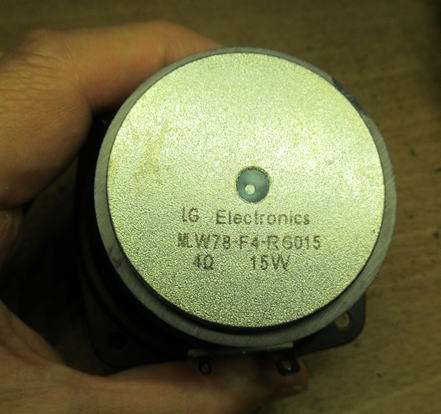 LG Electronics
MLW78-F4-R6015
4Ω 15W